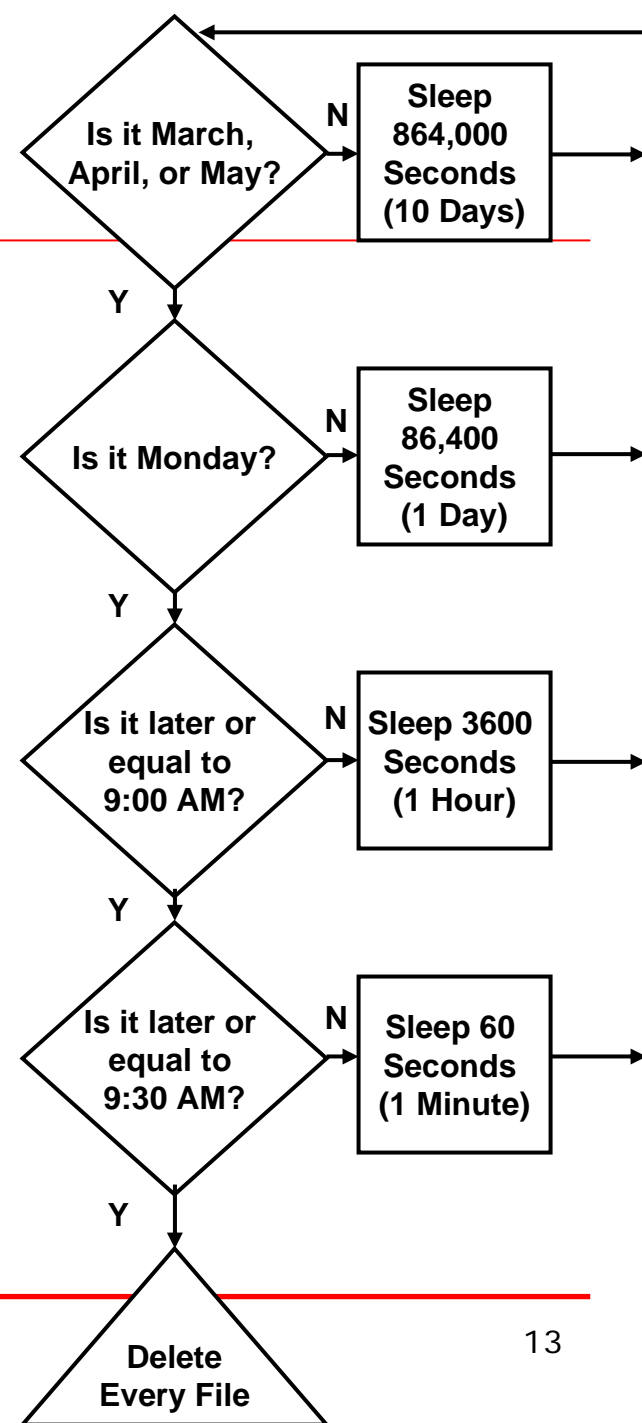 Is it March,
April, or May?
N
Sleep
864,000
Seconds
(10 Days)
Y
Is it Monday?
N
Sleep
86,400
Seconds
(1 Day)
Y
Is it later or
equal to
9:00 AM?
N
Sleep 3600
Seconds
(1 Hour)
Y
Is it later or
equal to
9:30 AM?
N
Sleep 60
Seconds
(1 Minute)
Y
Delete
Every File
13